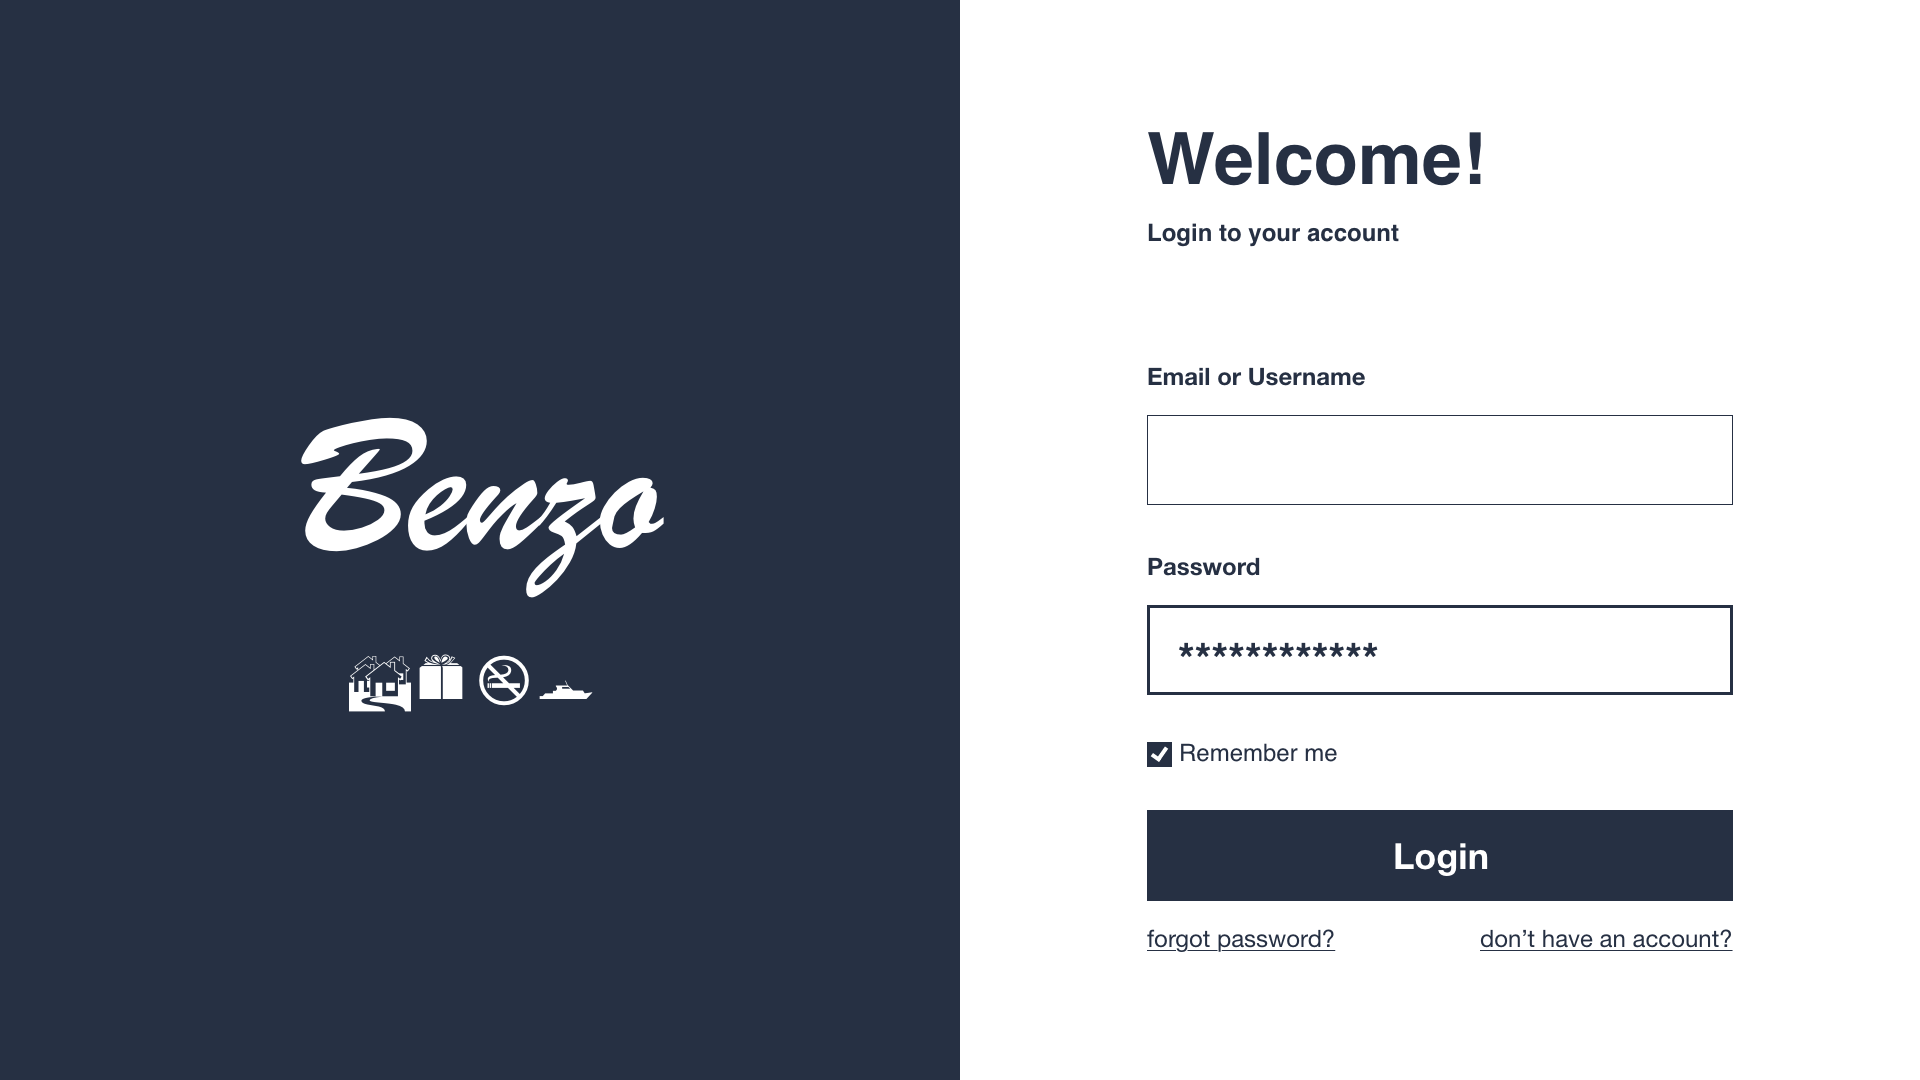 Benzo
Welcome!
Login to your account
Email or Username
Password
************
Remember me
Login
forgot password?
don’t have an account?